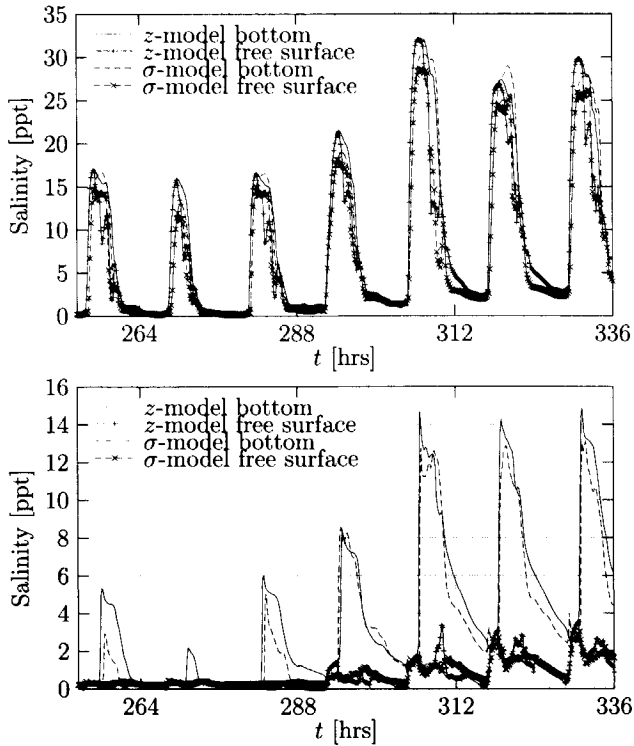 35
30
25
20
15
10
5
0
Salinity [ppt]
z-model bottom
z-model free surface
σ-model bottom
σ-model free surface
264
288
312
336
t [hrs]
16
14
12
10
8
6
4
2
0
Salinity [ppt]
z-model bottom
z-model free surface
σ-model bottom
σ-model free surface
264
288
312
336
t [hrs]